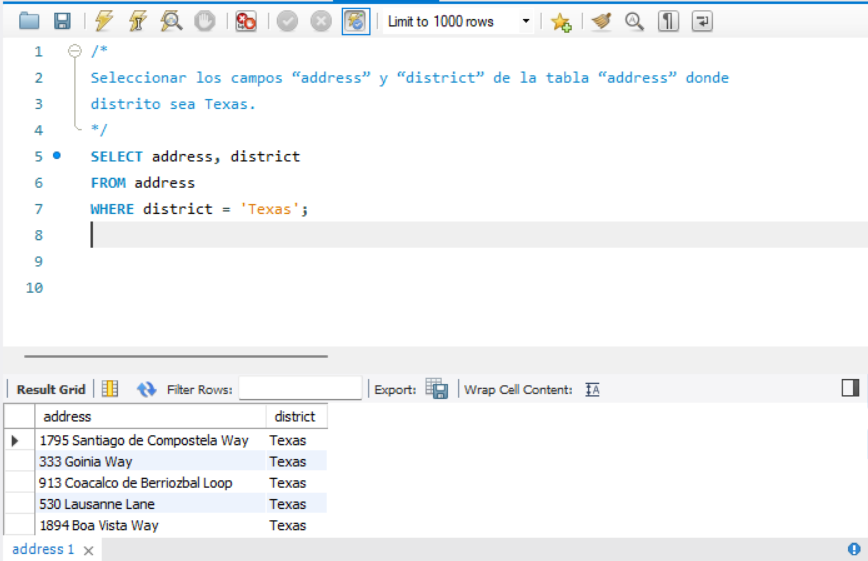 Limit to 1000 rows
1 /*
2 Seleccionar los campos “address” y “district” de la tabla “address” donde
3 distrito sea Texas.
4 */
5 SELECT address, district
6 FROM address
7 WHERE district = 'Texas';
8
9
10
Result Grid Filter Rows: Export: Wrap Cell Content: IA
address district
1795 Santiago de Compostela Way Texas
333 Goinia Way Texas
913 Coacalco de Berriozbal Loop Texas
530 Lausanne Lane Texas
1894 Boa Vista Way Texas
address 1